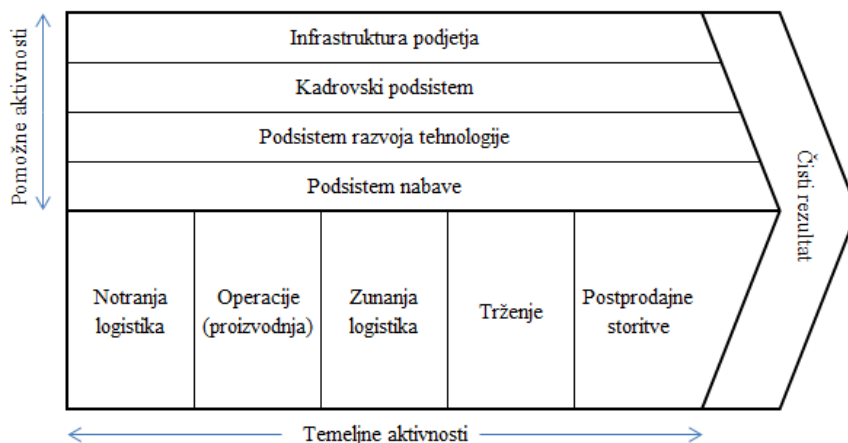 Pomožne aktivnosti
Infrastruktura podjetja
Kadrovski podsistem
Podsistem razvoja tehnologije
Podsistem nabave
Čisti rezultat
Notranja
logistika
Operacije
(proizvodnja)
Zunanja
logistika
Trženje
Postprodajne
storitve
Temeljne aktivnosti